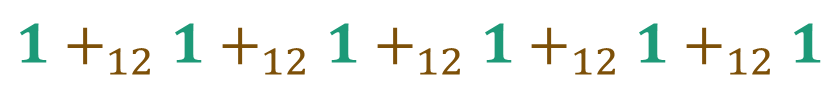 1 +₁₂ 1 +₁₂ 1 +₁₂ 1 +₁₂ 1 +₁₂ 1